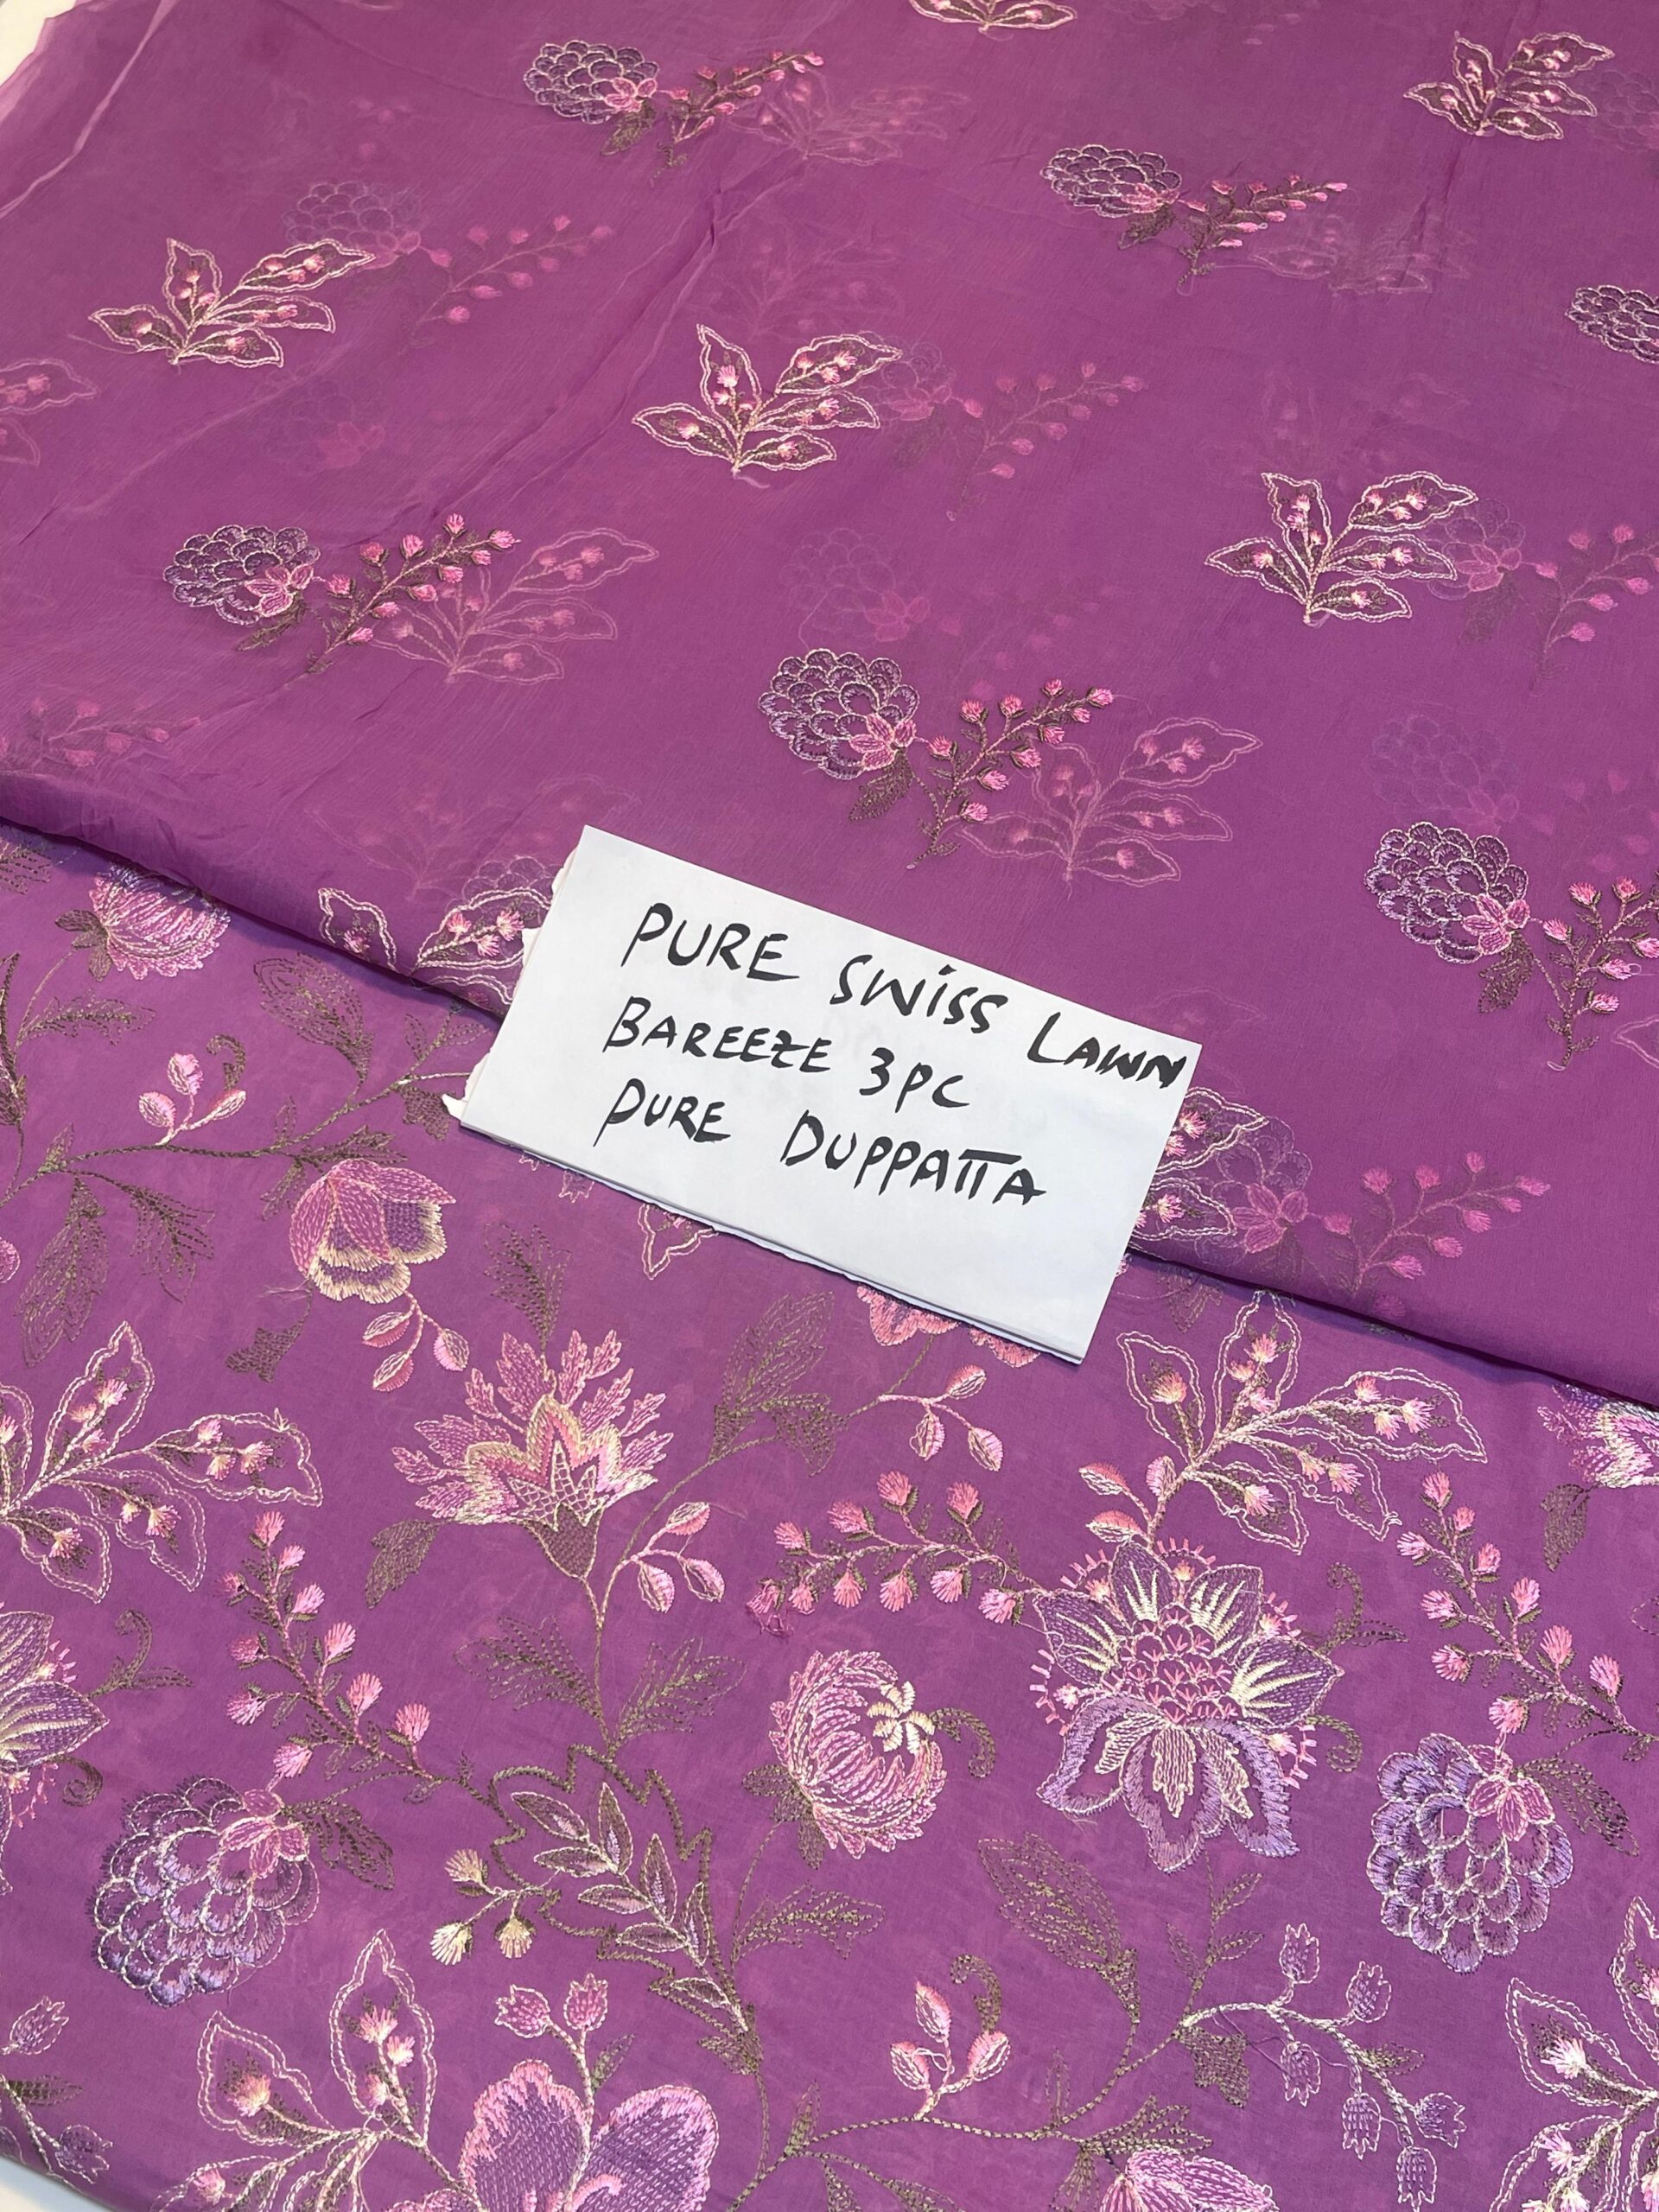 PURE SWiSS LAWN
BAREEZE 3PC
PURE DUPPATTA